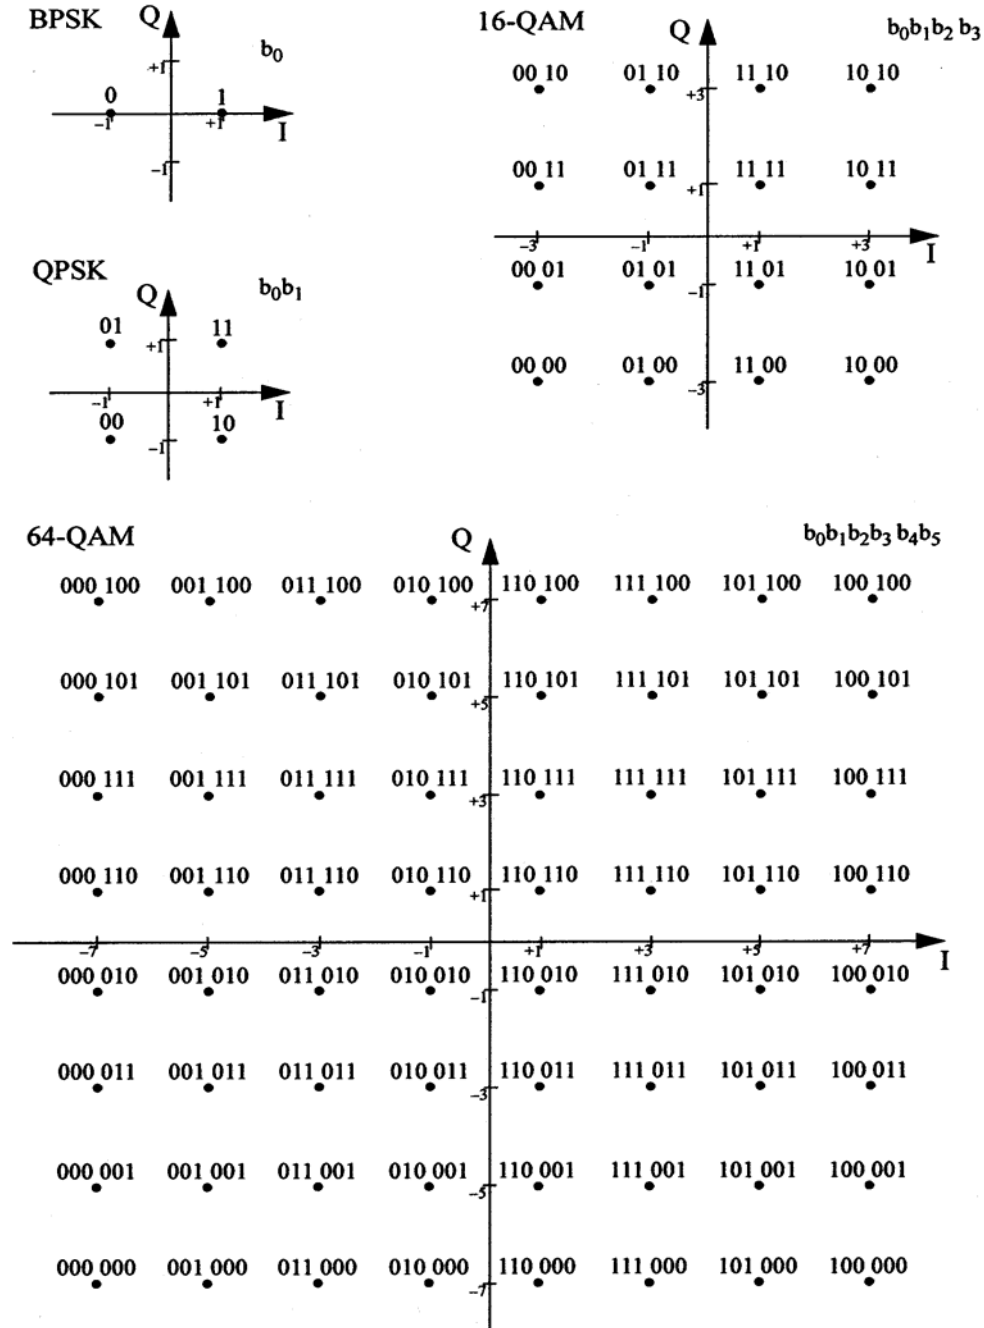 BPSK
Q
b0
+1
0 1
−1 +1
I
−1
QPSK
Q
b0b1
01 11
+1
−1 +1
I
00 10
−1
16-QAM
Q
b0b1b2 b3
00 10 01 10 11 10 10 10
+3
00 11 01 11 11 11 10 11
+1
−3 −1 +1 +3
I
00 01 01 01 11 01 10 01
−1
00 00 01 00 11 00 10 00
−3
64-QAM
Q
b0b1b2b3 b4b5
000 100 001 100 011 100 010 100 110 100 111 100 101 100 100 100
+7
000 101 001 101 011 101 010 101 110 101 111 101 101 101 100 101
+5
000 111 001 111 011 111 010 111 110 111 111 111 101 111 100 111
+3
000 110 001 110 011 110 010 110 110 110 111 110 101 110 100 110
+1
−7 −5 −3 −1 +1 +3 +5 +7
I
000 010 001 010 011 010 010 010 110 010 111 010 101 010 100 010
−1
000 011 001 011 011 011 010 011 110 011 111 011 101 011 100 011
−3
000 001 001 001 011 001 010 001 110 001 111 001 101 001 100 001
−5
000 000 001 000 011 000 010 000 110 000 111 000 101 000 100 000
−7